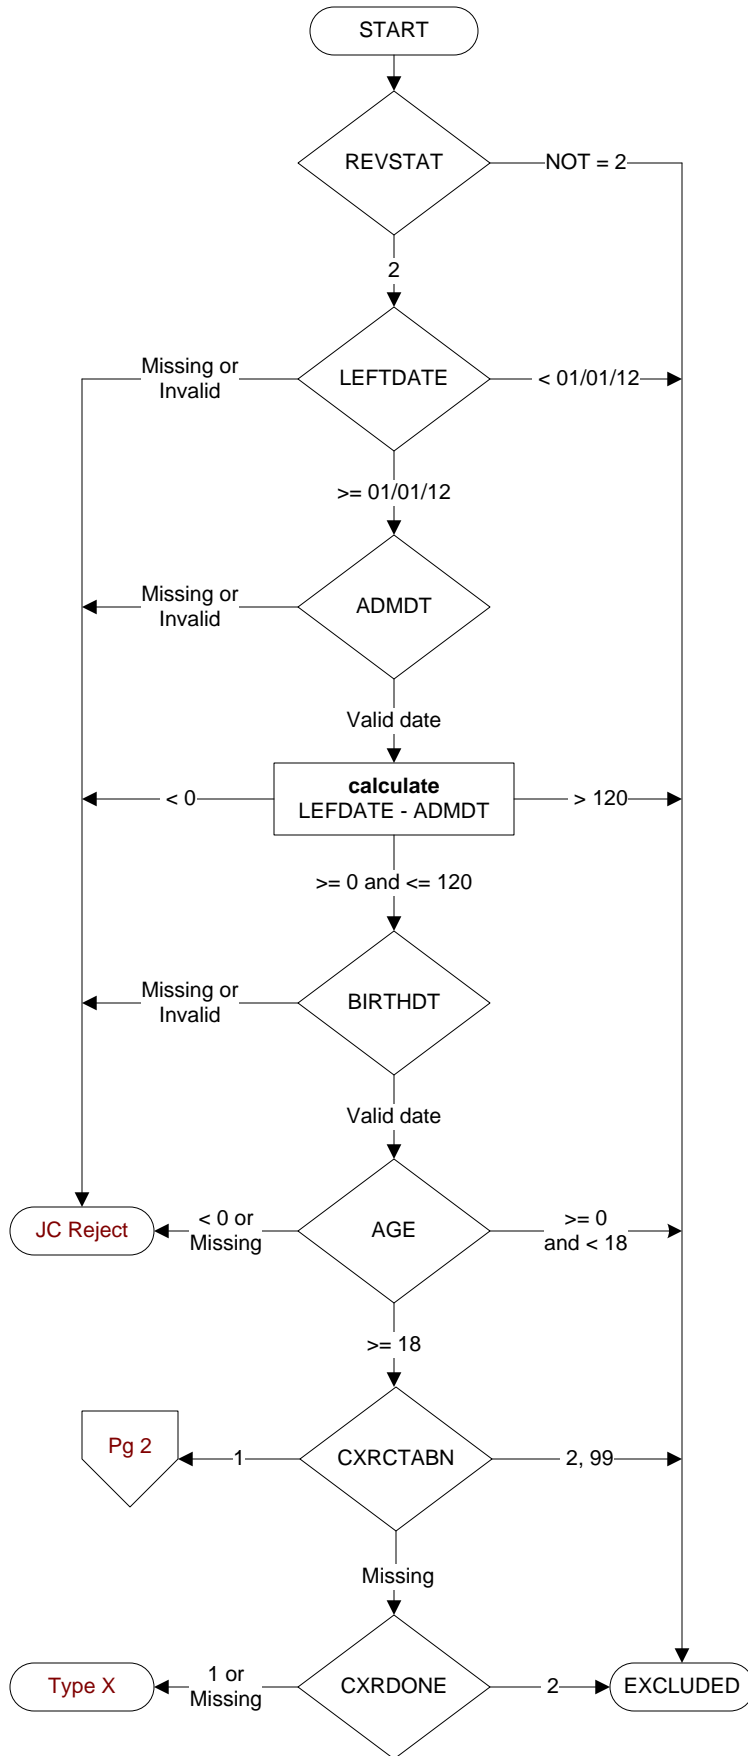 START
REVSTAT
NOT = 2
2
Missing or
Invalid
LEFTDATE
< 01/01/12
>= 01/01/12
Missing or
Invalid
ADMDT
Valid date
< 0
calculate
LEFDATE - ADMDT
> 120
>= 0 and <= 120
Missing or
Invalid
BIRTHDT
Valid date
JC Reject
< 0 or
Missing
AGE
>= 0
and < 18
>= 18
Pg 2
1
CXRCTABN
2, 99
Missing
Type X
1 or
Missing
CXRDONE
2
EXCLUDED